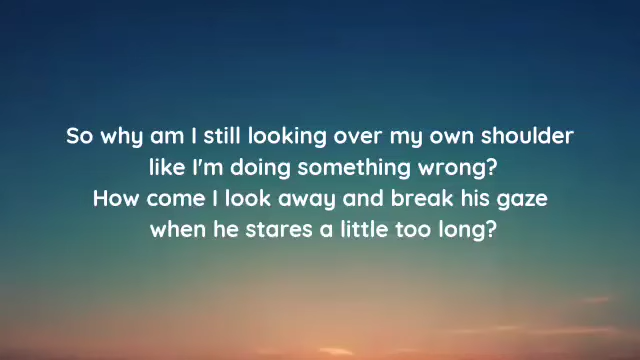 So why am I still looking over my own shoulder
like I'm doing something wrong?
How come I look away and break his gaze
when he stares a little too long?